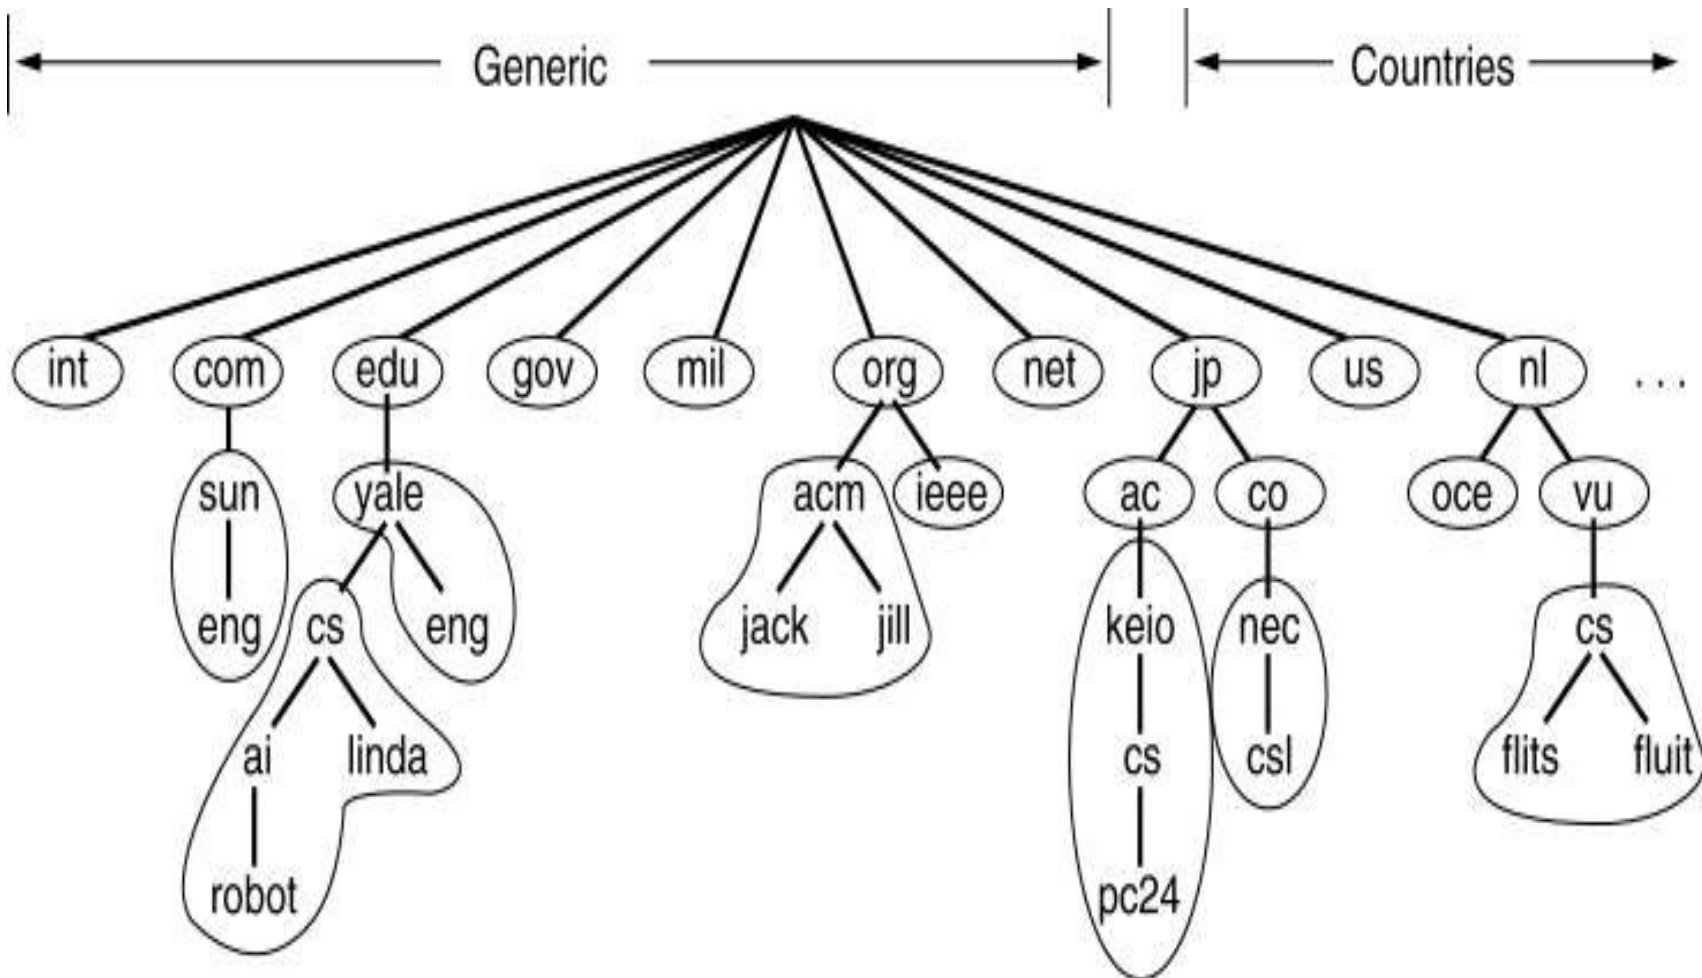 Generic Countries
int com edu gov mil org net jp us nl . . .
sun yale acm ieee ac co oce vu
eng cs eng jack jill keio nec cs
ai linda cs csl flits fluit
robot pc24